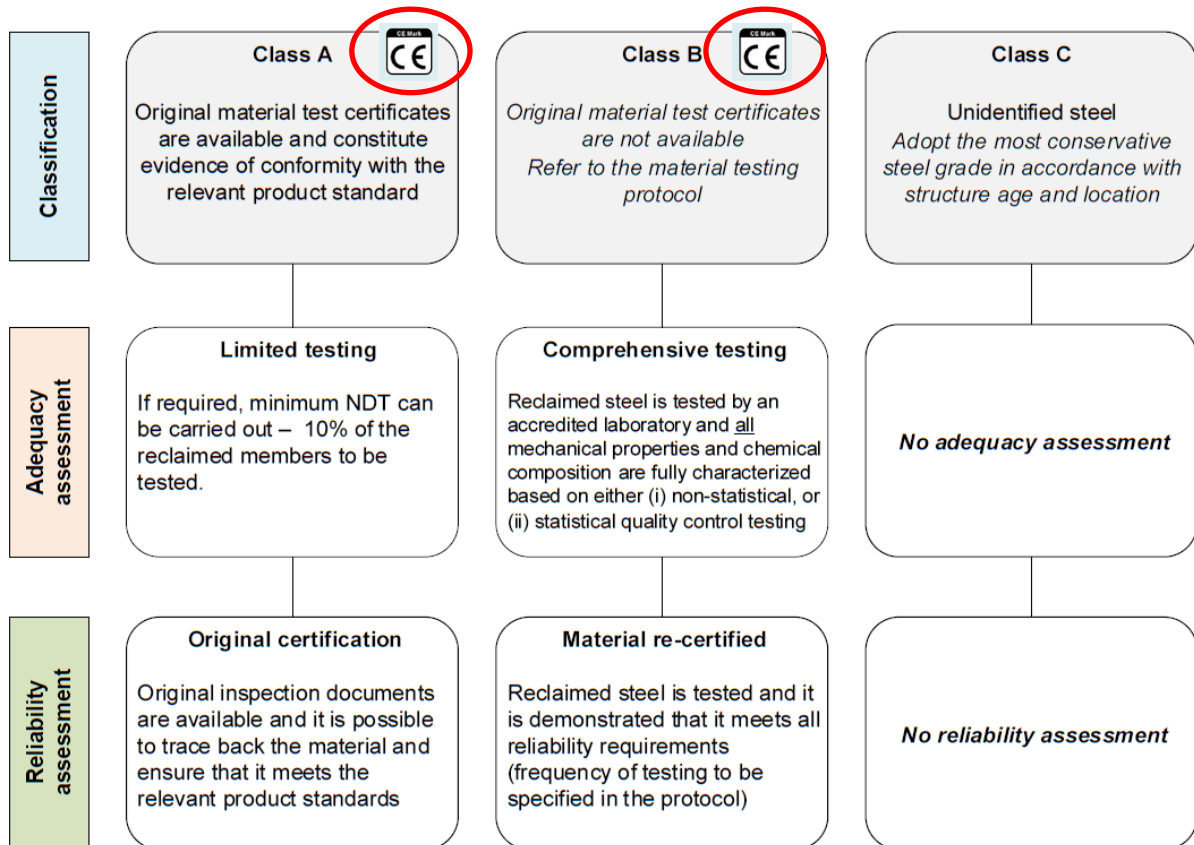 Classification
Class A
CE Mark
CE
Original material test certificates
are available and constitute
evidence of conformity with the
relevant product standard
Class B
CE Mark
CE
Original material test certificates
are not available
Refer to the material testing
protocol
Class C
Unidentified steel
Adopt the most conservative
steel grade in accordance with
structure age and location
Adequacy
assessment
Limited testing
If required, minimum NDT can
be carried out – 10% of the
reclaimed members to be
tested.
Comprehensive testing
Reclaimed steel is tested by an
accredited laboratory and all
mechanical properties and chemical
composition are fully characterized
based on either (i) non-statistical, or
(ii) statistical quality control testing
No adequacy assessment
Reliability
assessment
Original certification
Original inspection documents
are available and it is possible
to trace back the material and
ensure that it meets the
relevant product standards
Material re-certified
Reclaimed steel is tested and it
is demonstrated that it meets all
reliability requirements
(frequency of testing to be
specified in the protocol)
No reliability assessment